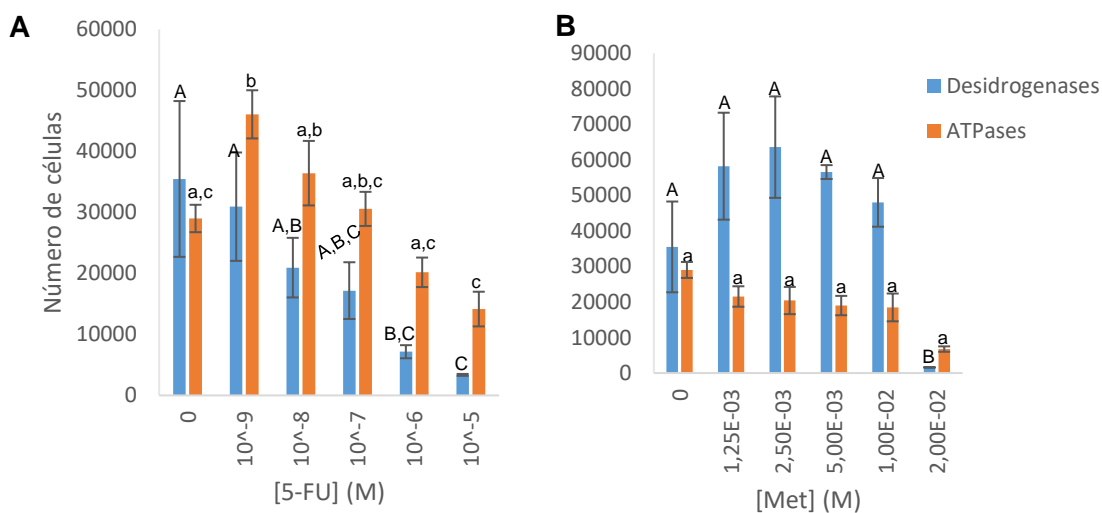 A
60000
50000
40000
30000
20000
10000
0
Número de células
A
a,c
A
b
A,B
a,b
A,B,C
a,b,c
B,C
a,c
C
c
0
10^-9
10^-8
10^-7
10^-6
10^-5
[5-FU] (M)
B
90000
80000
70000
60000
50000
40000
30000
20000
10000
0
A
a
A
a
A
a
A
a
A
a
B
a
0
1,25E-03
2,50E-03
5,00E-03
1,00E-02
2,00E-02
[Met] (M)
Desidrogenases
ATPases